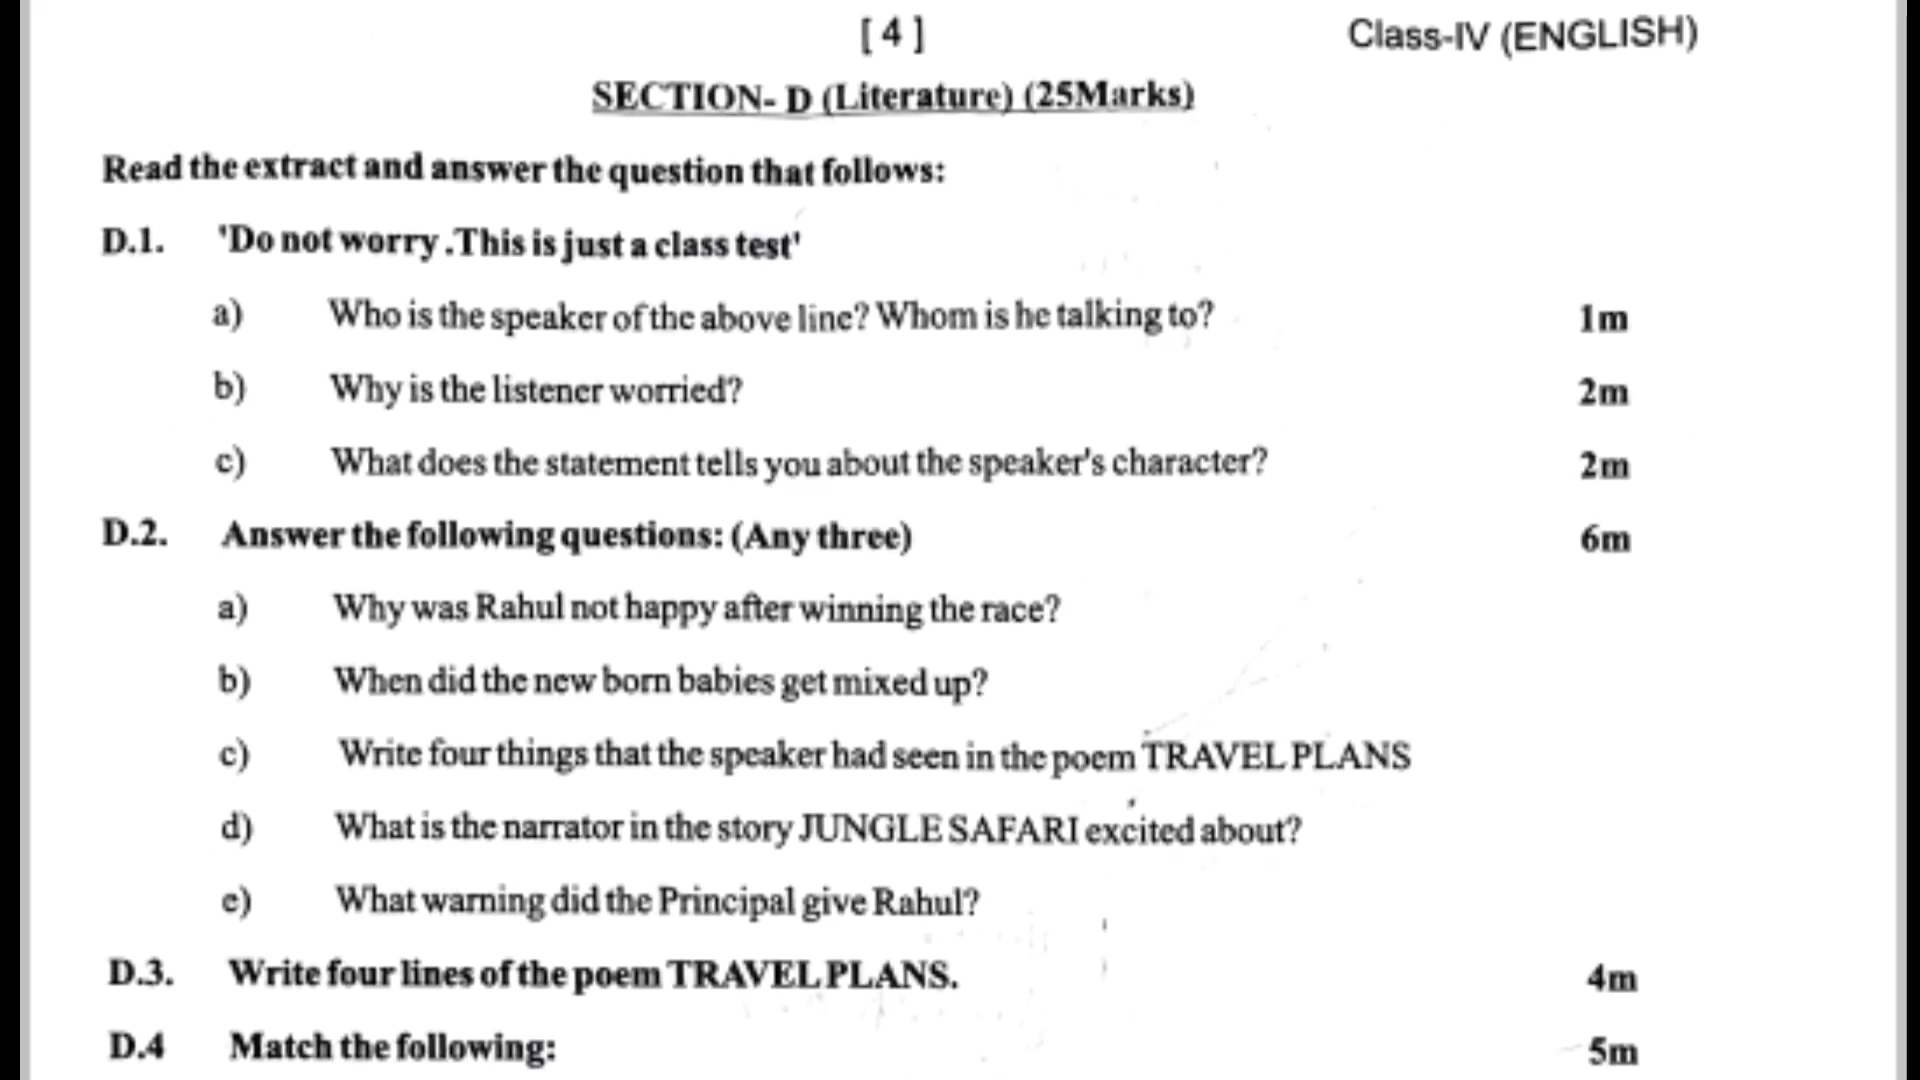 [ 4 ]
Class-IV (ENGLISH)
SECTION- D (Literature) (25Marks)
Read the extract and answer the question that follows:
D.1. 'Do not worry .This is just a class test'
a) Who is the speaker of the above line? Whom is he talking to? 1m
b) Why is the listener worried? 2m
c) What does the statement tells you about the speaker's character? 2m
D.2. Answer the following questions: (Any three) 6m
a) Why was Rahul not happy after winning the race?
b) When did the new born babies get mixed up?
c) Write four things that the speaker had seen in the poem TRAVEL PLANS
d) What is the narrator in the story JUNGLE SAFARI excited about?
e) What warning did the Principal give Rahul?
D.3. Write four lines of the poem TRAVEL PLANS. 4m
D.4 Match the following: 5m